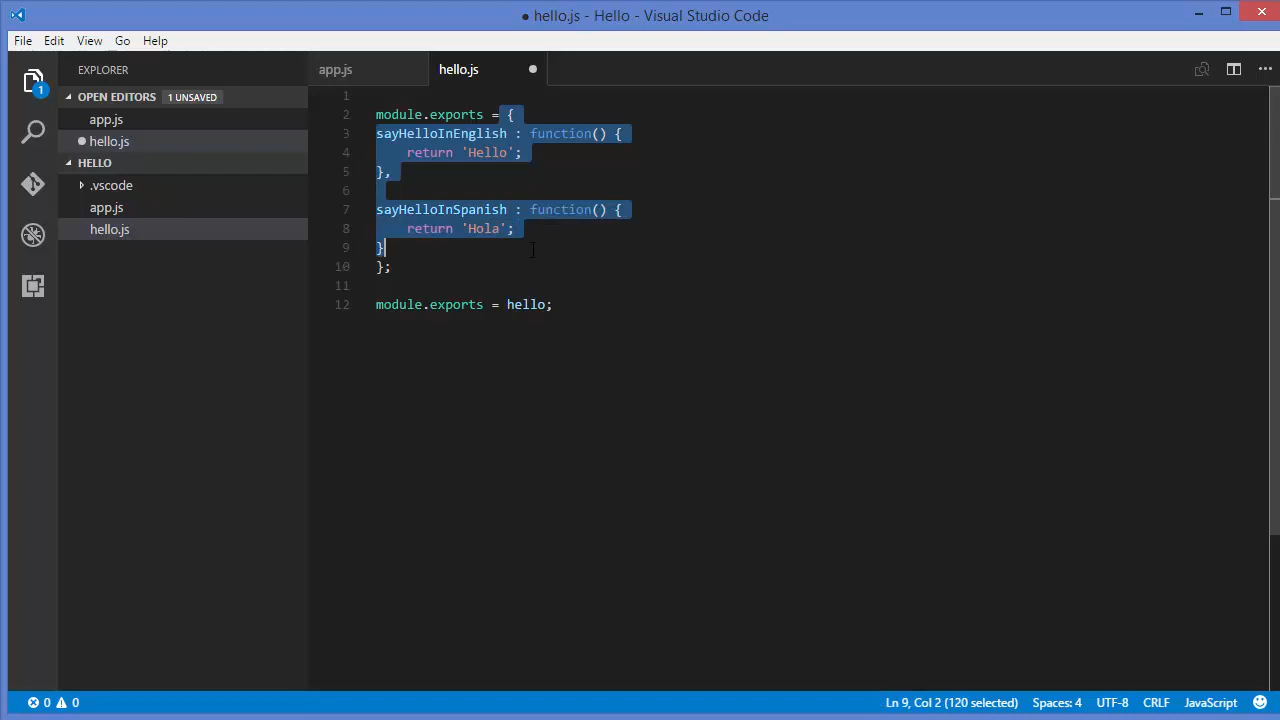 ● hello.js - Hello - Visual Studio Code
File Edit View Go Help
EXPLORER
OPEN EDITORS 1 UNSAVED
app.js
hello.js
HELLO
.vscode
app.js
hello.js
1
app.js hello.js
1
2 module.exports = {
3 sayHelloInEnglish : function() {
4 return 'Hello';
5 },
6
7 sayHelloInSpanish : function() {
8 return 'Hola';
9 }
10 };
11
12 module.exports = hello;
0 0
Ln 9, Col 2 (120 selected) Spaces: 4 UTF-8 CRLF JavaScript